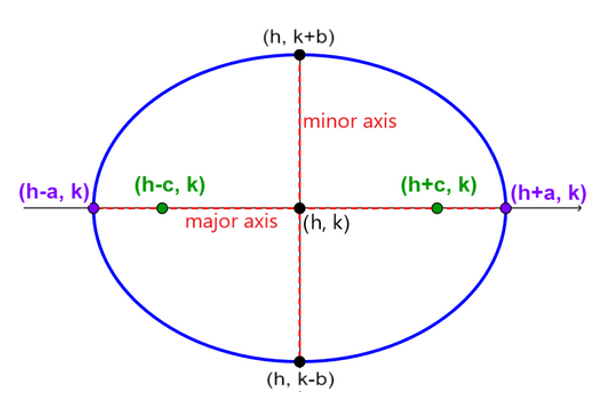 (h, k+b)
minor axis
(h-a, k)
(h-c, k)
(h+c, k)
(h+a, k)
major axis
(h, k)
(h, k-b)